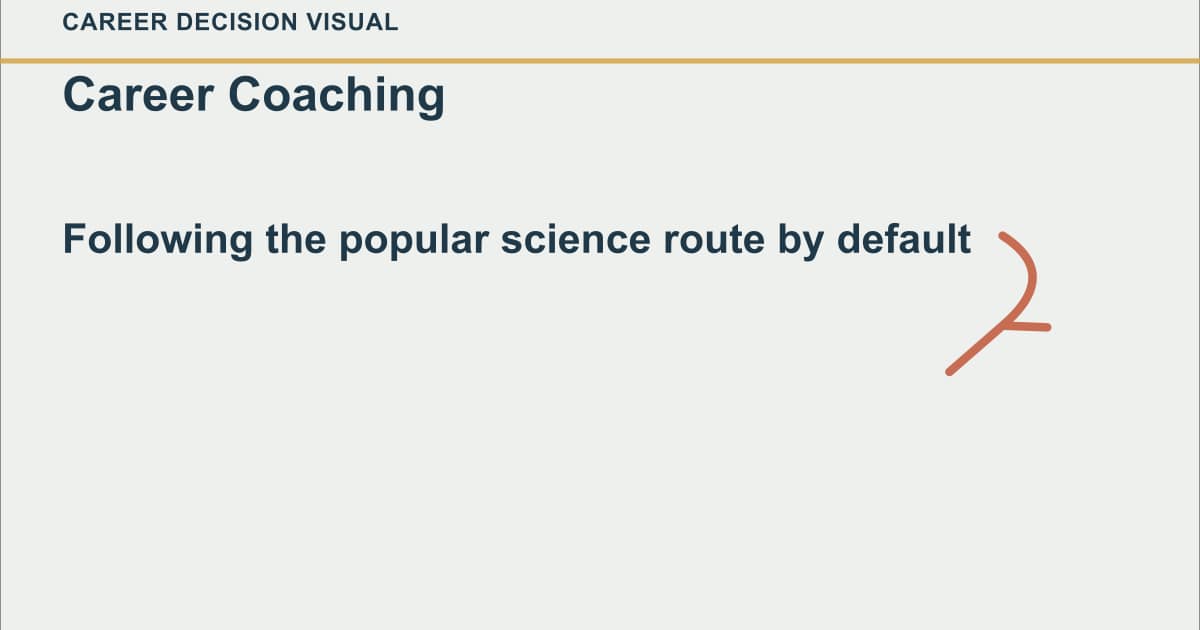 CAREER DECISION VISUAL
Career Coaching
Following the popular science route by default